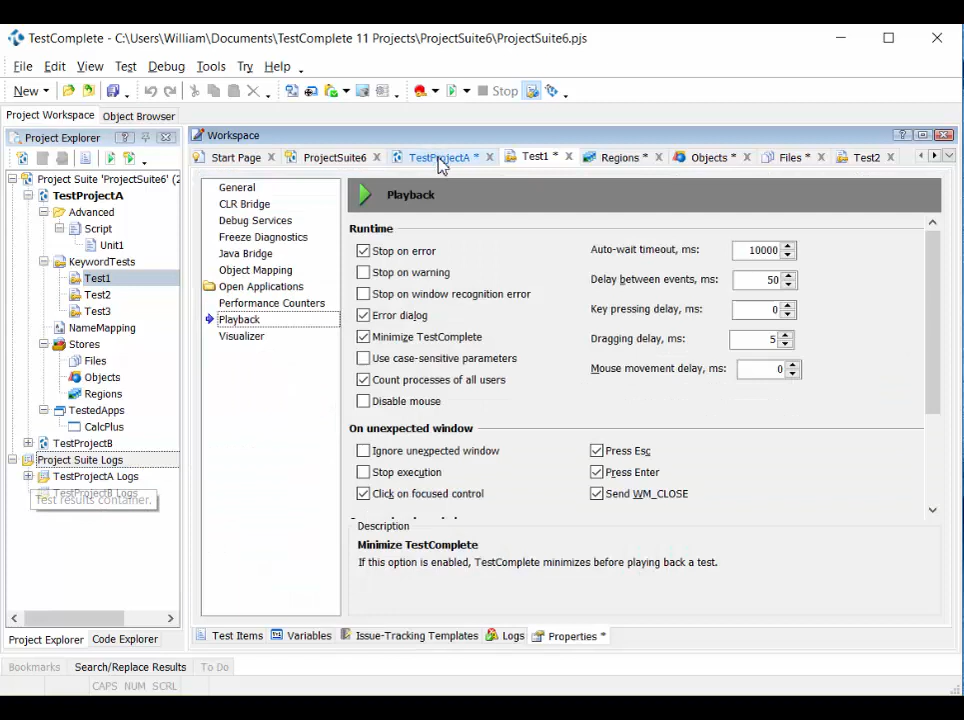 TestComplete - C:\Users\William\Documents\TestComplete 11 Projects\ProjectSuite6\ProjectSuite6.pjs
File Edit View Test Debug Tools Try Help
New Stop
Project Workspace Object Browser
Project Explorer
Workspace
Start Page ProjectSuite6 TestProjectA * Test1 * Regions * Objects * Files * Test2
Project Suite 'ProjectSuite6' (2
TestProjectA
Advanced
Script
Unit1
KeywordTests
Test1
Test2
Test3
NameMapping
Stores
Files
Objects
Regions
TestedApps
CalcPlus
TestProjectB
Project Suite Logs
TestProjectA Logs
TestProjectB Logs
Test results container.
General
CLR Bridge
Debug Services
Freeze Diagnostics
Java Bridge
Object Mapping
Open Applications
Performance Counters
Playback
Visualizer
Playback
Runtime
Stop on error
Stop on warning
Stop on window recognition error
Error dialog
Minimize TestComplete
Use case-sensitive parameters
Count processes of all users
Disable mouse
Auto-wait timeout, ms: 10000
Delay between events, ms: 50
Key pressing delay, ms: 0
Dragging delay, ms: 5
Mouse movement delay, ms: 0
On unexpected window
Ignore unexpected window Press Esc
Stop execution Press Enter
Click on focused control Send WM_CLOSE
Description
Minimize TestComplete
If this option is enabled, TestComplete minimizes before playing back a test.
Test Items Variables Issue-Tracking Templates Logs Properties *
Project Explorer Code Explorer
Bookmarks Search/Replace Results To Do
CAPS NUM SCRL